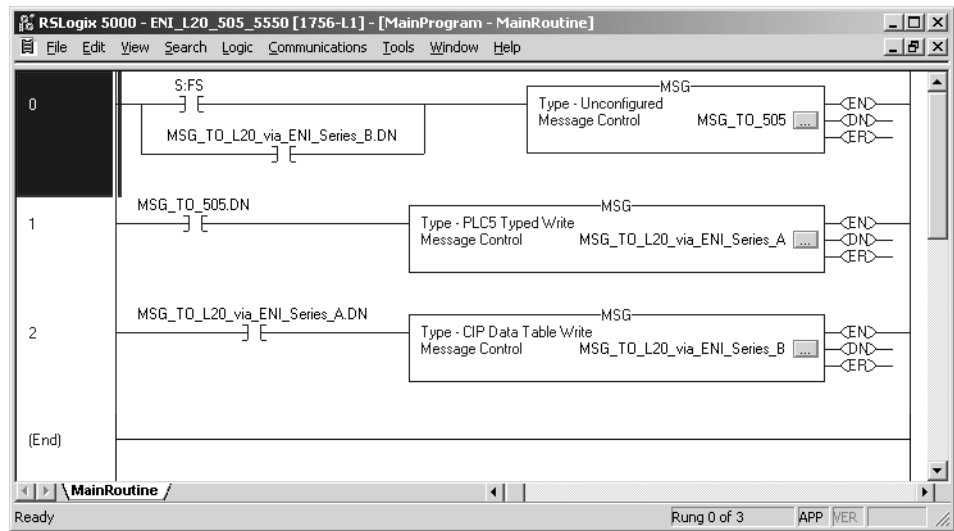 RSLogix 5000 - ENI_L20_505_5550 [1756-L1] - [MainProgram - MainRoutine]
File Edit View Search Logic Communications Tools Window Help
0
S:FS
MSG_TO_L20_via_ENI_Series_B.DN
MSG
Type - Unconfigured
Message Control MSG_TO_505 ...
EN
DN
ER
1
MSG_TO_505.DN
MSG
Type - PLC5 Typed Write
Message Control MSG_TO_L20_via_ENI_Series_A ...
EN
DN
ER
2
MSG_TO_L20_via_ENI_Series_A.DN
MSG
Type - CIP Data Table Write
Message Control MSG_TO_L20_via_ENI_Series_B ...
EN
DN
ER
(End)
MainRoutine
Ready Rung 0 of 3 APP VER